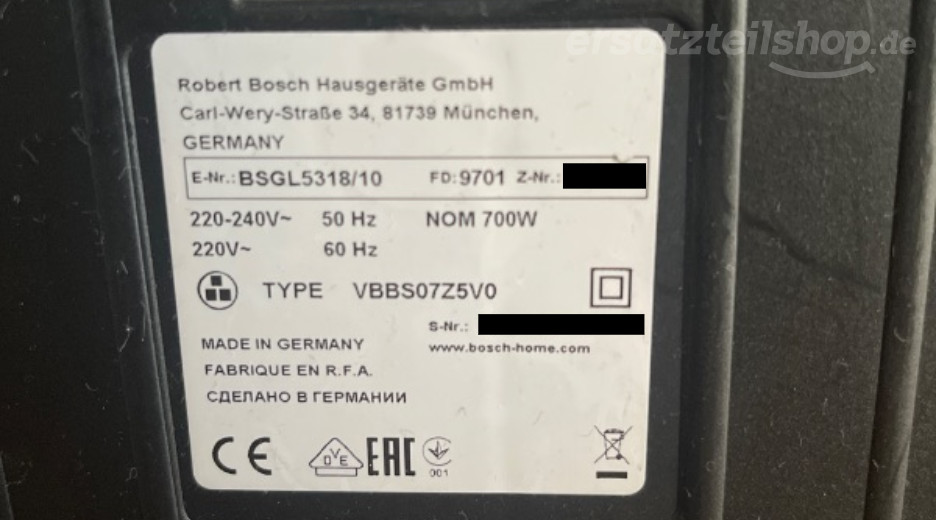 ersatzteilshop.de
Robert Bosch Hausgeräte GmbH
Carl-Wery-Straße 34, 81739 München,
GERMANY
E-Nr.: BSGL5318/10 FD: 9701 Z-Nr.:
220-240V~ 50 Hz NOM 700W
220V~ 60 Hz
TYPE VBBS07Z5V0
S-Nr.:
www.bosch-home.com
MADE IN GERMANY
FABRIQUE EN R.F.A.
СДЕЛАНО В ГЕРМАНИИ
CE DVE EAC 001